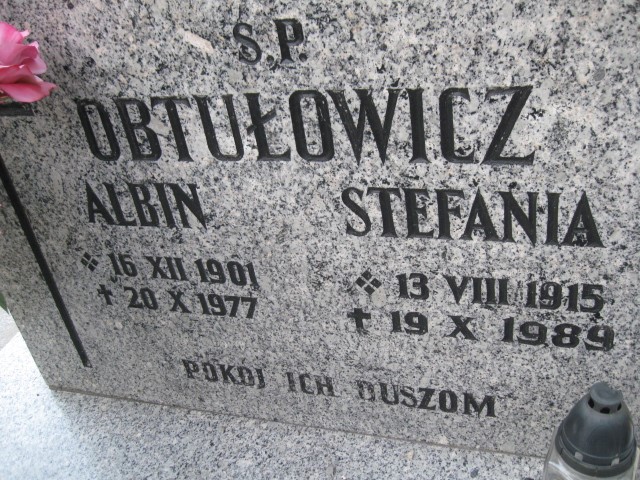 S.P.
OBTUŁOWICZ
ALBIN STEFANIA
16 XII 1901 13 VIII 1915
† 20 X 1977 † 19 X 1989
POKÓJ ICH DUSZOM